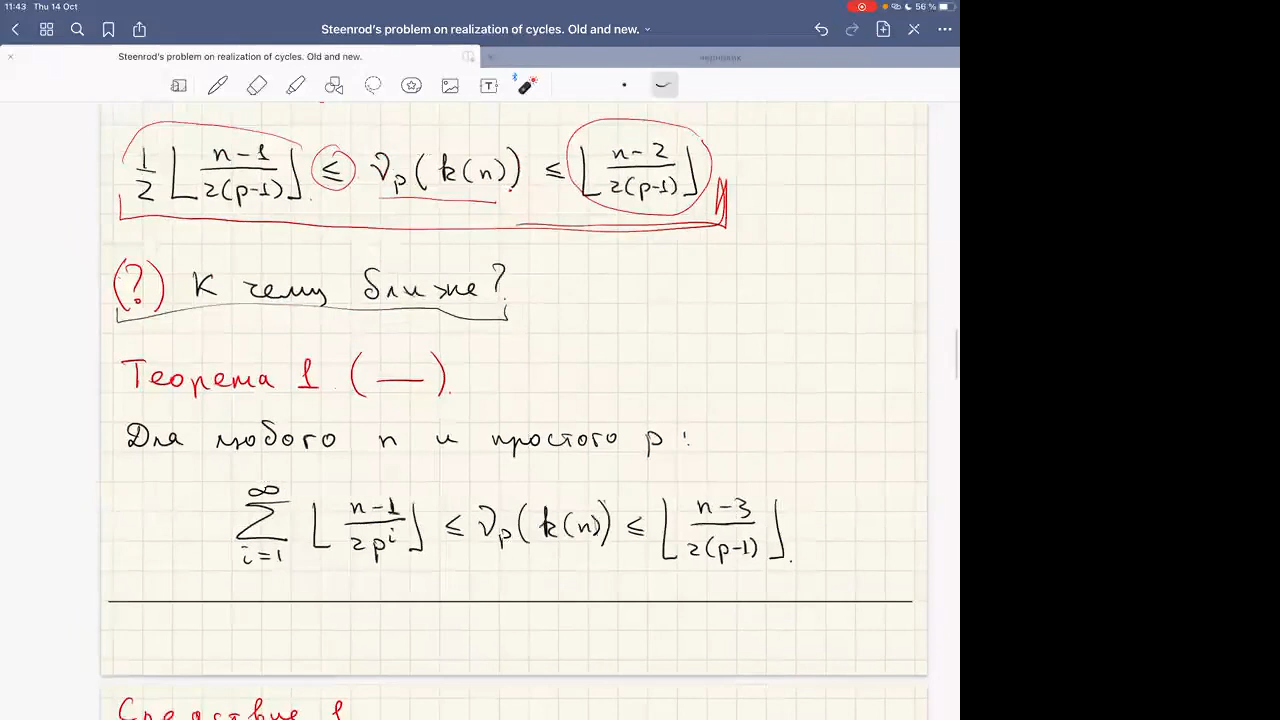 11:43 Thu 14 Oct
56 %
Steenrod's problem on realization of cycles. Old and new.
Steenrod's problem on realization of cycles. Old and new.
черновик
1/2 ⌊(n-1)/(2(p-1))⌋ ≤ ν_p(k(n)) ≤ ⌊(n-2)/(2(p-1))⌋
(?) К чему ближе?
Теорема 1 (—).
Для любого n и простого p:
∑_{i=1}^{∞} ⌊(n-1)/(2p^i)⌋ ≤ ν_p(k(n)) ≤ ⌊(n-3)/(2(p-1))⌋.
Следствие 1